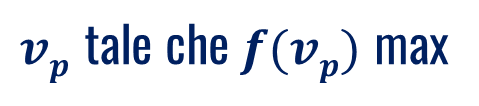 v_p tale che f(v_p) max